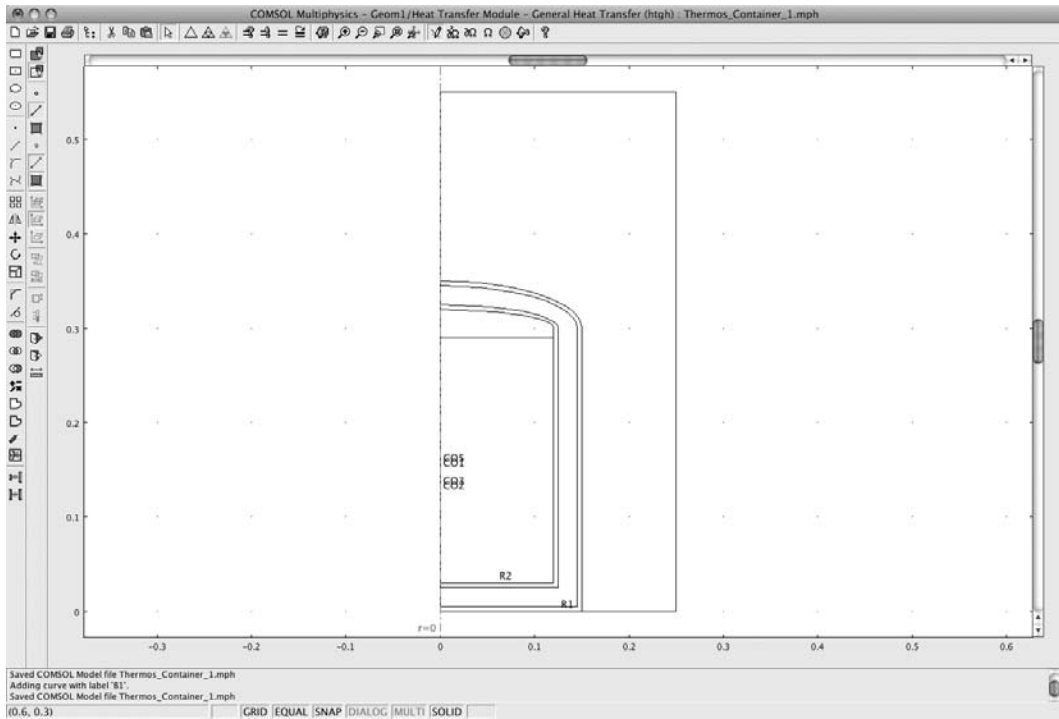 COMSOL Multiphysics - Geom1/Heat Transfer Module - General Heat Transfer (htgh) : Thermos_Container_1.mph
0.5
0.4
0.3
0.2
CO1
CO2
0.1
R2
R1
0
r=0
-0.3 -0.2 -0.1 0 0.1 0.2 0.3 0.4 0.5 0.6
Saved COMSOL Model file Thermos_Container_1.mph
Adding curve with label 'B1'.
Saved COMSOL Model file Thermos_Container_1.mph
(0.6, 0.3) GRID EQUAL SNAP DIALOG MULTI SOLID